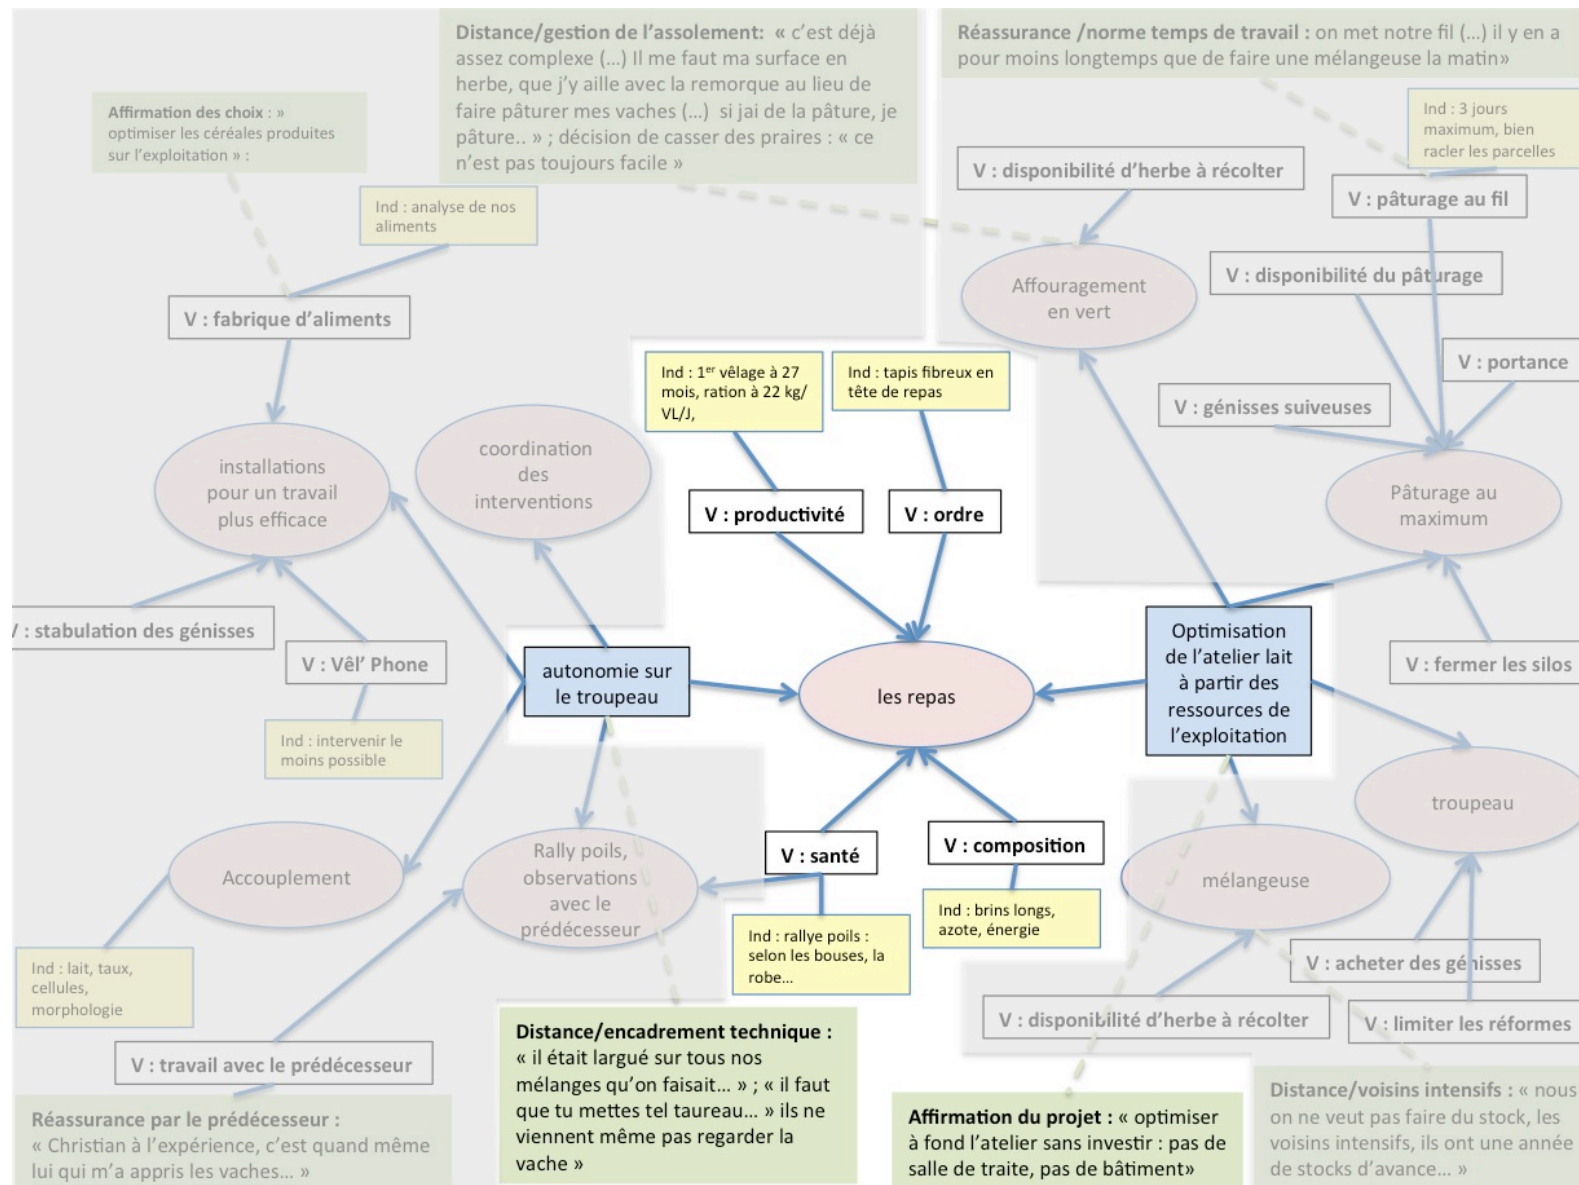 Distance/gestion de l’assolement: « c’est déjà
assez complexe (…) Il me faut ma surface en
herbe, que j’y aille avec la remorque au lieu de
faire pâturer mes vaches (…) si jai de la pâture, je
pâture.. » ; décision de casser des praires : « ce
n’est pas toujours facile »
Réassurance /norme temps de travail : on met notre fil (…) il y en a
pour moins longtemps que de faire une mélangeuse la matin»
Affirmation des choix : »
optimiser les céréales produites
sur l’exploitation » :
Ind : 3 jours
maximum, bien
racler les parcelles
V : disponibilité d’herbe à récolter
V : pâturage au fil
Ind : analyse de nos
aliments
Affouragement
en vert
V : disponibilité du pâturage
V : fabrique d’aliments
V : portance
Ind : 1er vêlage à 27
mois, ration à 22 kg/
VL/J,
Ind : tapis fibreux en
tête de repas
V : génisses suiveuses
coordination
des
interventions
installations
pour un travail
plus efficace
V : productivité
V : ordre
Pâturage au
maximum
V : stabulation des génisses
V : Vêl’ Phone
autonomie sur
le troupeau
les repas
Optimisation
de l’atelier lait
à partir des
ressources de
l’exploitation
V : fermer les silos
Ind : intervenir le
moins possible
troupeau
Accouplement
Rally poils,
observations
avec le
prédécesseur
V : santé
V : composition
mélangeuse
Ind : lait, taux,
cellules,
morphologie
Ind : rallye poils :
selon les bouses, la
robe…
Ind : brins longs,
azote, énergie
V : acheter des génisses
V : disponibilité d’herbe à récolter
V : limiter les réformes
V : travail avec le prédécesseur
Distance/encadrement technique :
« il était largué sur tous nos
mélanges qu’on faisait… » ; « il faut
que tu mettes tel taureau… » ils ne
viennent même pas regarder la
vache »
Réassurance par le prédécesseur :
« Christian à l’expérience, c’est quand même
lui qui m’a appris les vaches… »
Affirmation du projet : « optimiser
à fond l’atelier sans investir : pas de
salle de traite, pas de bâtiment»
Distance/voisins intensifs : « nous
on ne veut pas faire du stock, les
voisins intensifs, ils ont une année
de stocks d’avance… »